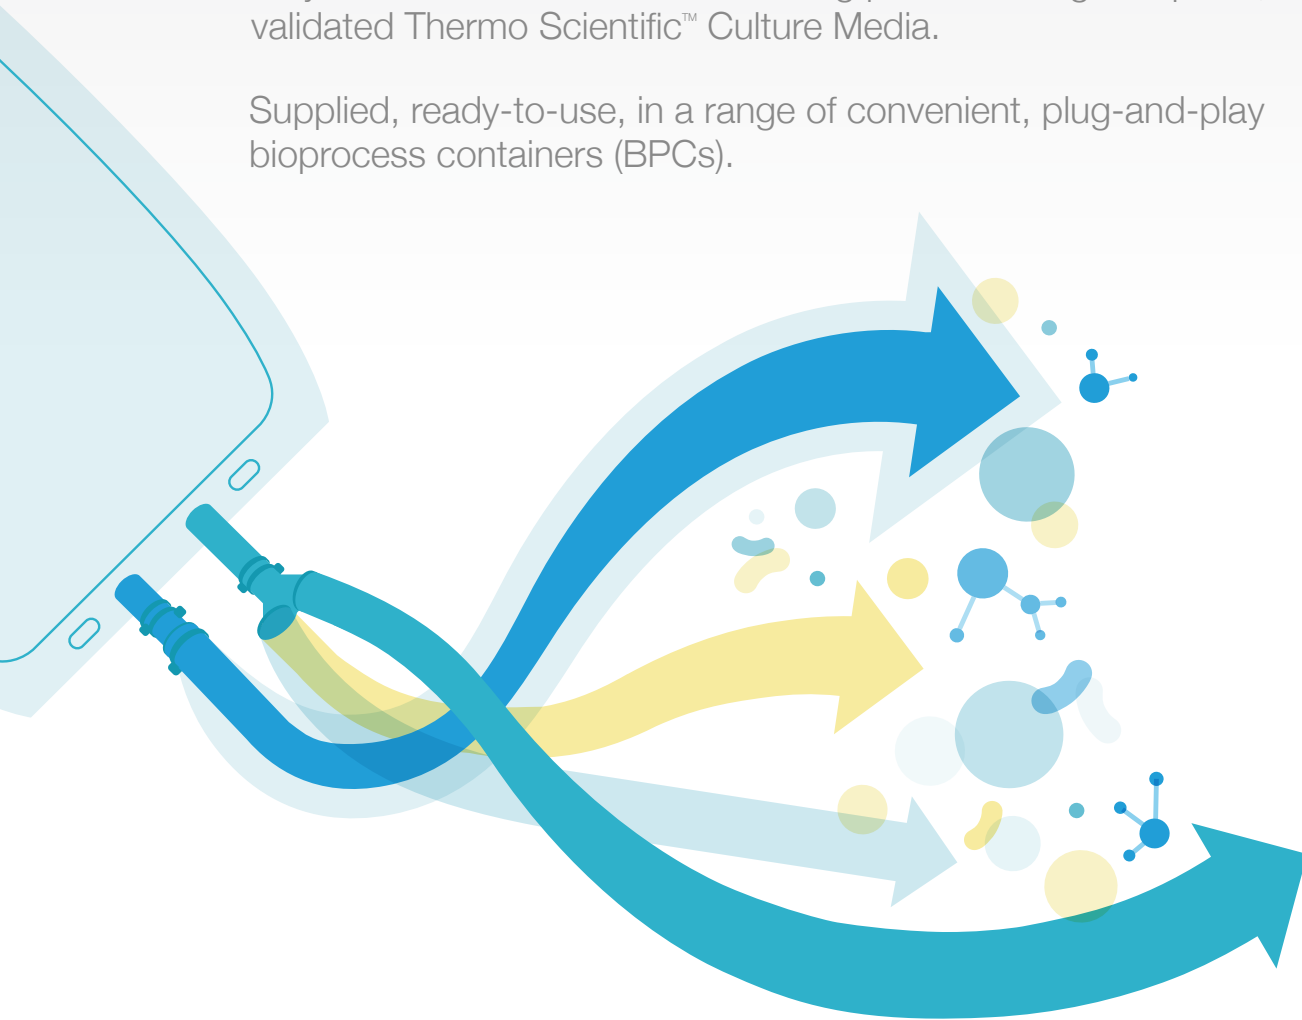 validated Thermo Scientific™ Culture Media.
Supplied, ready-to-use, in a range of convenient, plug-and-play
bioprocess containers (BPCs).